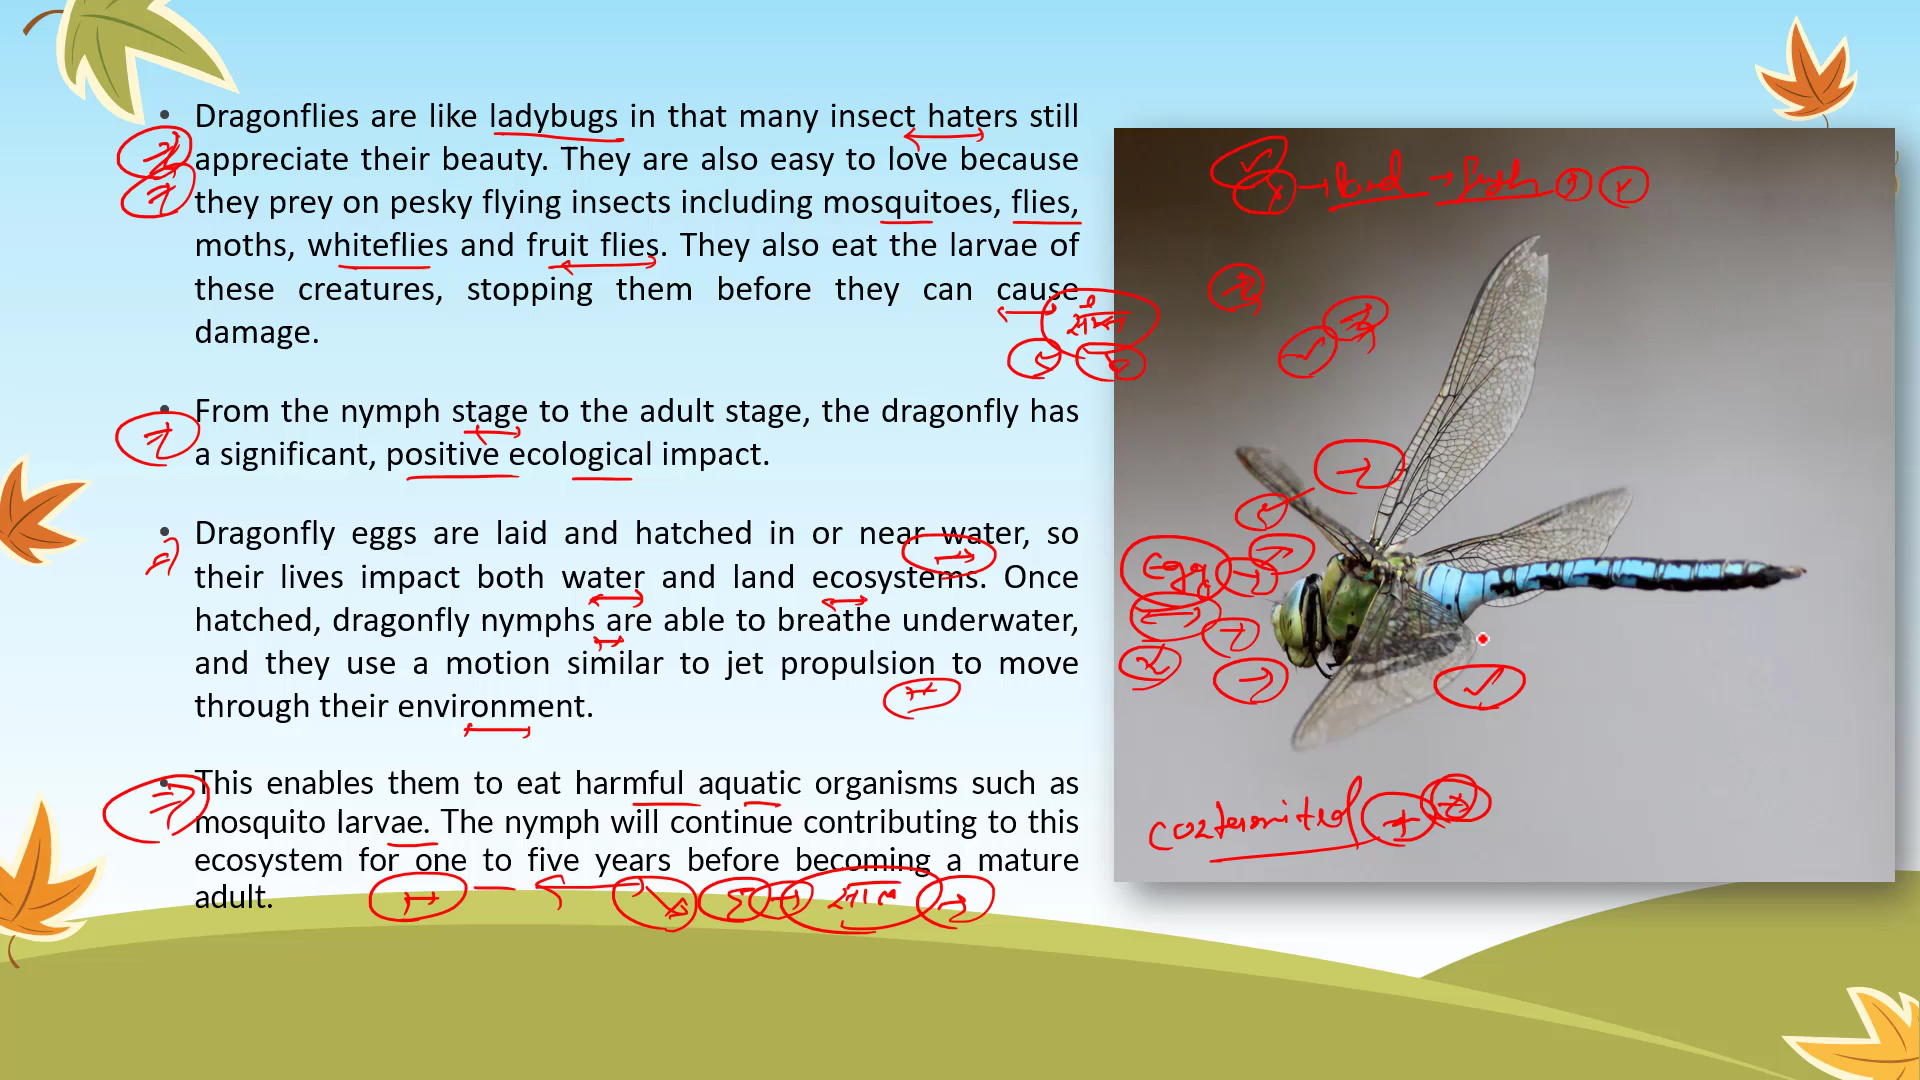 Dragonflies are like ladybugs in that many insect haters still
appreciate their beauty. They are also easy to love because
they prey on pesky flying insects including mosquitoes, flies,
moths, whiteflies and fruit flies. They also eat the larvae of
these creatures, stopping them before they can cause
damage.
From the nymph stage to the adult stage, the dragonfly has
a significant, positive ecological impact.
Dragonfly eggs are laid and hatched in or near water, so
their lives impact both water and land ecosystems. Once
hatched, dragonfly nymphs are able to breathe underwater,
and they use a motion similar to jet propulsion to move
through their environment.
This enables them to eat harmful aquatic organisms such as
mosquito larvae. The nymph will continue contributing to this
ecosystem for one to five years before becoming a mature
adult.
Egg